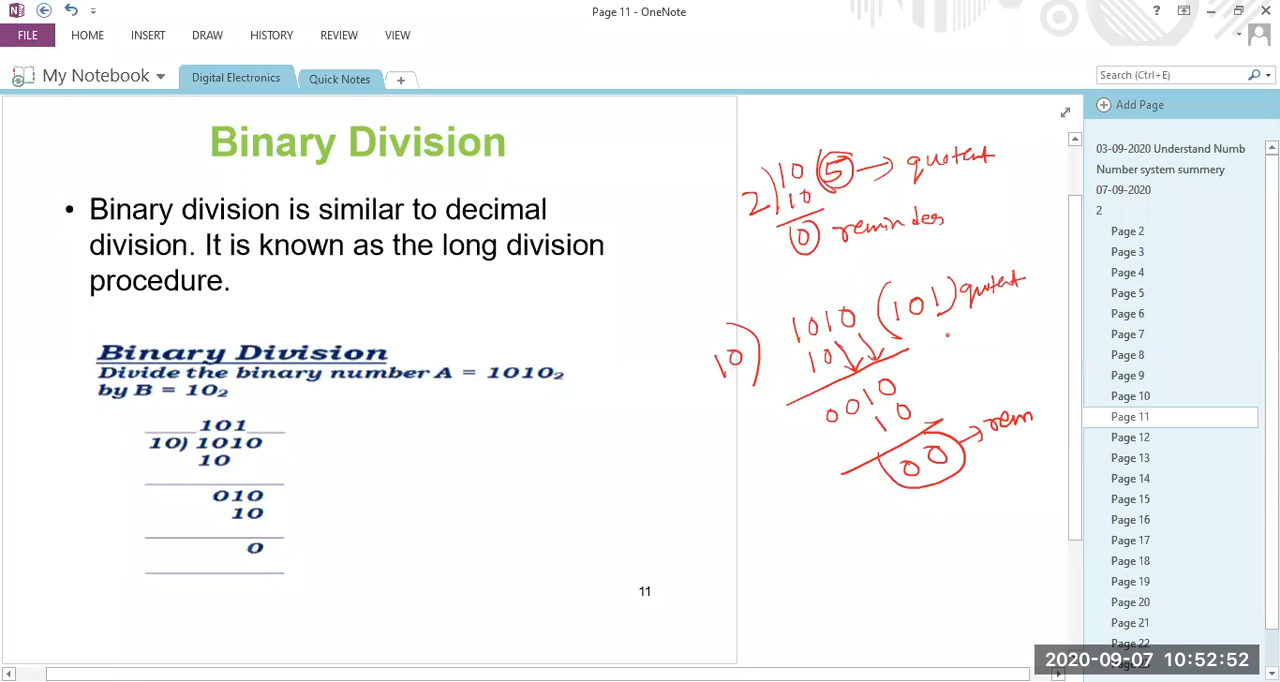 Page 11 - OneNote
?
FILE HOME INSERT DRAW HISTORY REVIEW VIEW
My Notebook Digital Electronics Quick Notes +
Search (Ctrl+E)
Add Page
03-09-2020 Understand Numb
Number system summery
07-09-2020
2
Page 2
Page 3
Page 4
Page 5
Page 6
Page 7
Page 8
Page 9
Page 10
Page 11
Page 12
Page 13
Page 14
Page 15
Page 16
Page 17
Page 18
Page 19
Page 20
Page 21
Page 22
Binary Division
• Binary division is similar to decimal
division. It is known as the long division
procedure.
Binary Division
Divide the binary number A = 1010₂
by B = 10₂
101
10) 1010
10
010
10
0
11
2) 10 (5 → quotent
10
0 reminder
10) 1010 (101) quotent
10
0010
10
00 → rem
2020-09-07 10:52:52